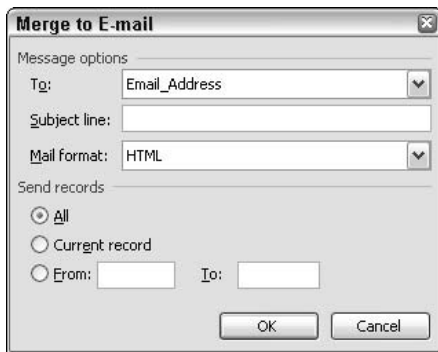 Merge to E-mail
Message options
To: Email_Address
Subject line:
Mail format: HTML
Send records
All
Current record
From: To:
OK Cancel